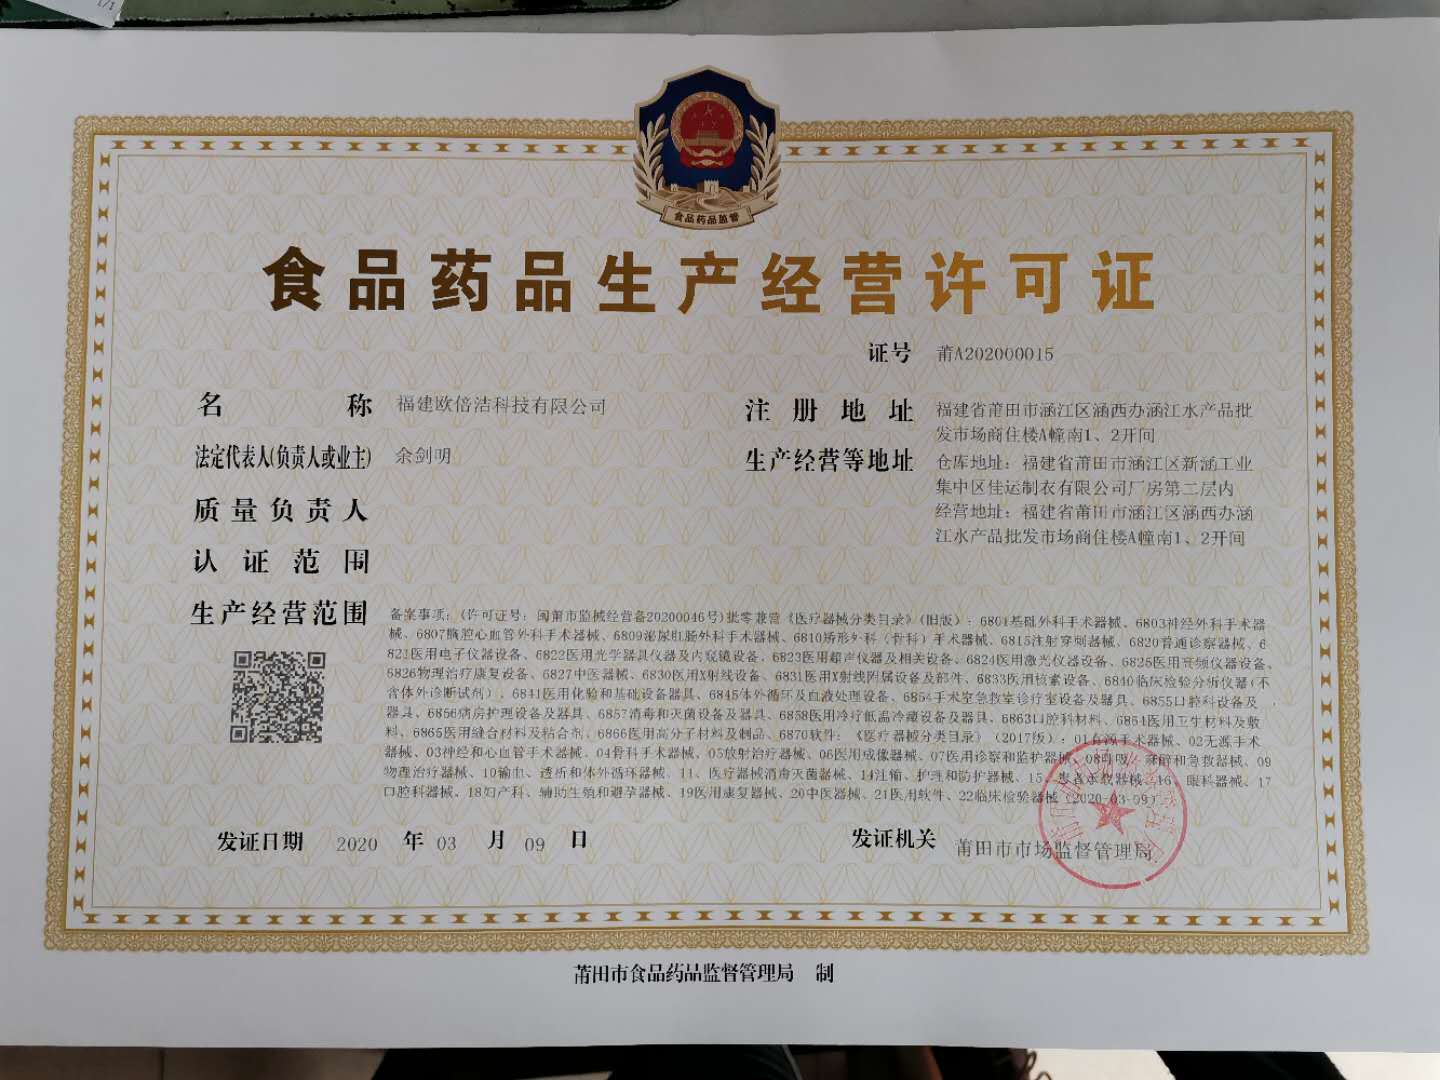 食品药品监管
食品药品生产经营许可证
证号 莆A202000015
名称 福建欧倍洁科技有限公司
法定代表人(负责人或业主) 余剑明
质量负责人
认证范围
注册地址 福建省莆田市涵江区涵西办涵江水产品批
发市场商住楼A幢南1、2开间
生产经营等地址 仓库地址：福建省莆田市涵江区新涵工业
集中区佳运制衣有限公司厂房第二层内
经营地址：福建省莆田市涵江区涵西办涵
江水产品批发市场商住楼A幢南1、2开间
生产经营范围 备案事项：(许可证号：闽莆市监械经营备20200046号)批零兼营《医疗器械分类目录》(旧版)：6801基础外科手术器械、6803神经外科手术器
械、6807胸腔心血管外科手术器械、6809泌尿肛肠外科手术器械、6810矫形外科（骨科）手术器械、6815注射穿刺器械、6820普通诊察器械、6
821医用电子仪器设备、6822医用光学器具仪器及内窥镜设备、6823医用超声仪器及相关设备、6824医用激光仪器设备、6825医用高频仪器设备、
6826物理治疗康复设备、6827中医器械、6830医用X射线设备、6831医用X射线附属设备及部件、6833医用核素设备、6840临床检验分析仪器(不
含体外诊断试剂)、6841医用化验和基础设备器具、6845体外循环及血液处理设备、6854手术室急救室诊疗室设备及器具、6855口腔科设备及
器具、6856病房护理设备及器具、6857消毒和灭菌设备及器具、6858医用冷疗低温冷藏设备及器具、6863口腔科材料、6864医用卫生材料及敷
料、6865医用缝合材料及粘合剂、6866医用高分子材料及制品、6870软件；《医疗器械分类目录》（2017版）：01有源手术器械、02无源手术
器械、03神经和心血管手术器械、04骨科手术器械、05放射治疗器械、06医用成像器械、07医用诊察和监护器械、08呼吸、麻醉和急救器械、09
物理治疗器械、10输血、透析和体外循环器械、11、医疗器械消毒灭菌器械、14注输、护理和防护器械、15、患者承载器械、16、眼科器械、17
口腔科器械、18妇产科、辅助生殖和避孕器械、19医用康复器械、20中医器械、21医用软件、22临床检验器械（2020-03-09）
发证日期 2020 年 03 月 09 日
发证机关 莆田市市场监督管理局
莆田市食品药品监督管理局 制